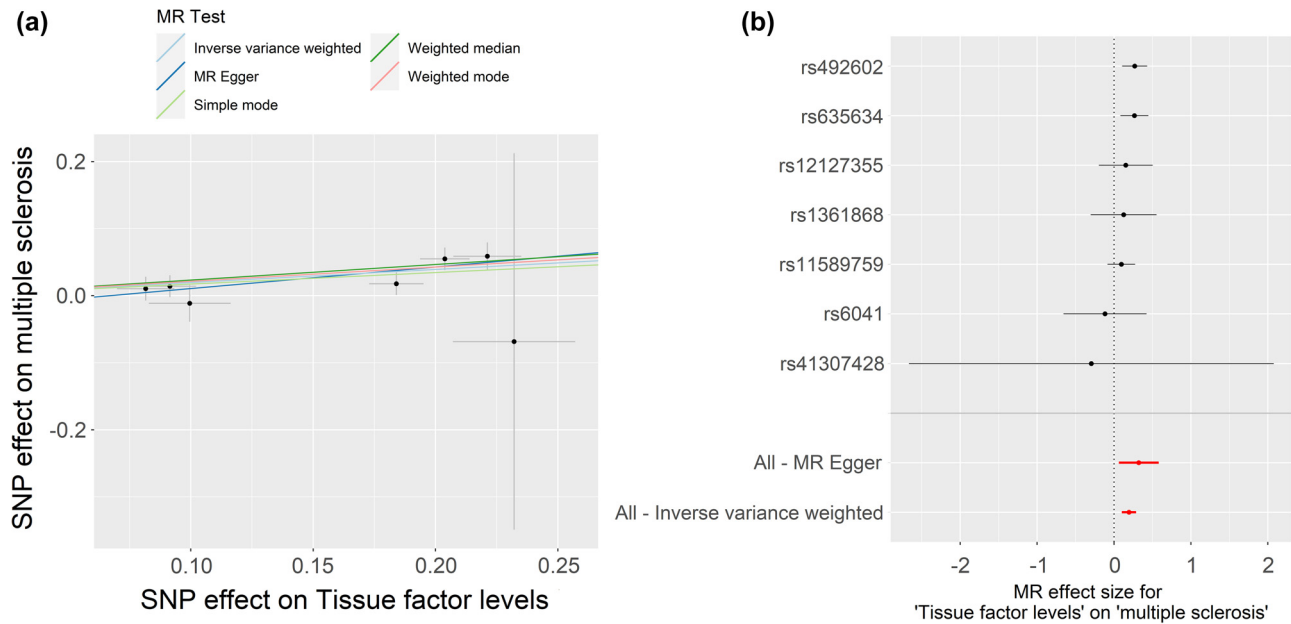 (a)
MR Test
Inverse variance weighted
Weighted median
MR Egger
Weighted mode
Simple mode
SNP effect on multiple sclerosis
0.2
0.0
-0.2
0.10
0.15
0.20
0.25
SNP effect on Tissue factor levels
(b)
rs492602
rs635634
rs12127355
rs1361868
rs11589759
rs6041
rs41307428
All - MR Egger
All - Inverse variance weighted
-2
-1
0
1
2
MR effect size for
'Tissue factor levels' on 'multiple sclerosis'